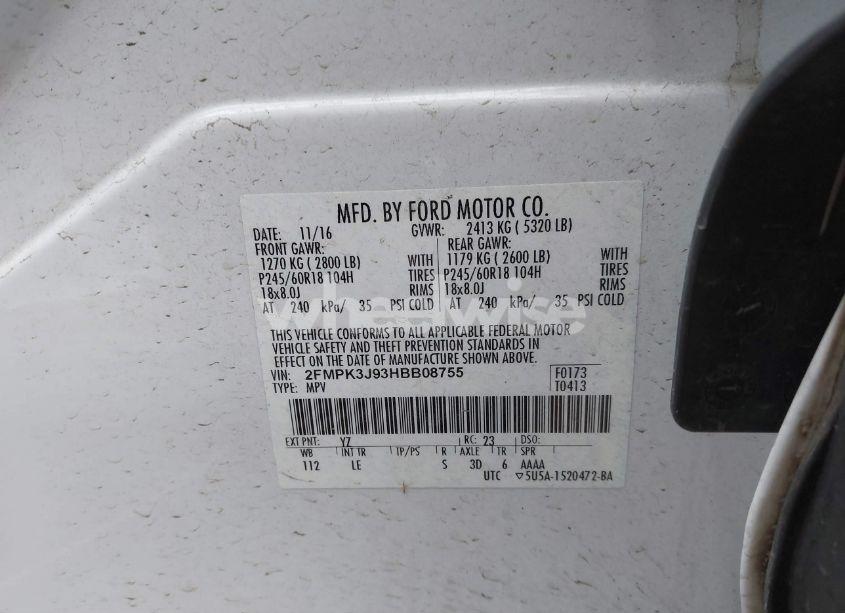 MFD. BY FORD MOTOR CO.
DATE: 11/16 GVWR: 2413 KG ( 5320 LB)
FRONT GAWR: REAR GAWR:
1270 KG ( 2800 LB) WITH 1179 KG ( 2600 LB) WITH
P245/60R18 104H TIRES P245/60R18 104H TIRES
18x8.0J RIMS 18x8.0J RIMS
AT 240 kPa/ 35 PSI COLD AT 240 kPa/ 35 PSI COLD
wheelwise
THIS VEHICLE CONFORMS TO ALL APPLICABLE FEDERAL MOTOR
VEHICLE SAFETY AND THEFT PREVENTION STANDARDS IN
EFFECT ON THE DATE OF MANUFACTURE SHOWN ABOVE.
VIN: 2FMPK3J93HBB08755 F0173
TYPE: MPV T0413
EXT PNT: YZ RC: 23 DSO:
WB INT TR TP/PS R AXLE TR SPR
112 LE S 3D 6 AAAA
UTC ▽5U5A-1520472-BA